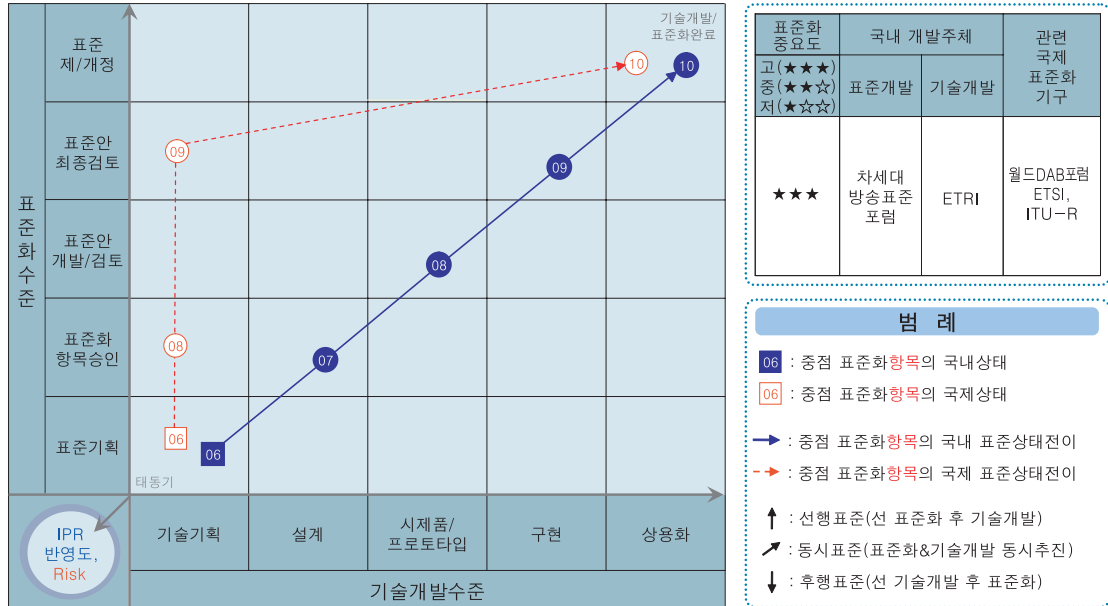 표준화수준
표준
제/개정
표준안
최종검토
표준안
개발/검토
표준화
항목승인
표준기획
기술개발/
표준화완료
10
10
09
09
08
08
07
06
06
태동기
IPR
반영도,
Risk
기술기획
설계
시제품/
프로토타입
구현
상용화
기술개발수준
표준화
중요도
고(★★★)
중(★★☆)
저(★☆☆)
국내 개발주체
표준개발
기술개발
관련
국제
표준화
기구
★★★
차세대
방송표준
포럼
ETRI
월드DAB포럼
ETSI,
ITU-R
범 례
06 : 중점 표준화항목의 국내상태
06 : 중점 표준화항목의 국제상태
: 중점 표준화항목의 국내 표준상태전이
: 중점 표준화항목의 국제 표준상태전이
: 선행표준(선 표준화 후 기술개발)
: 동시표준(표준화&기술개발 동시추진)
: 후행표준(선 기술개발 후 표준화)